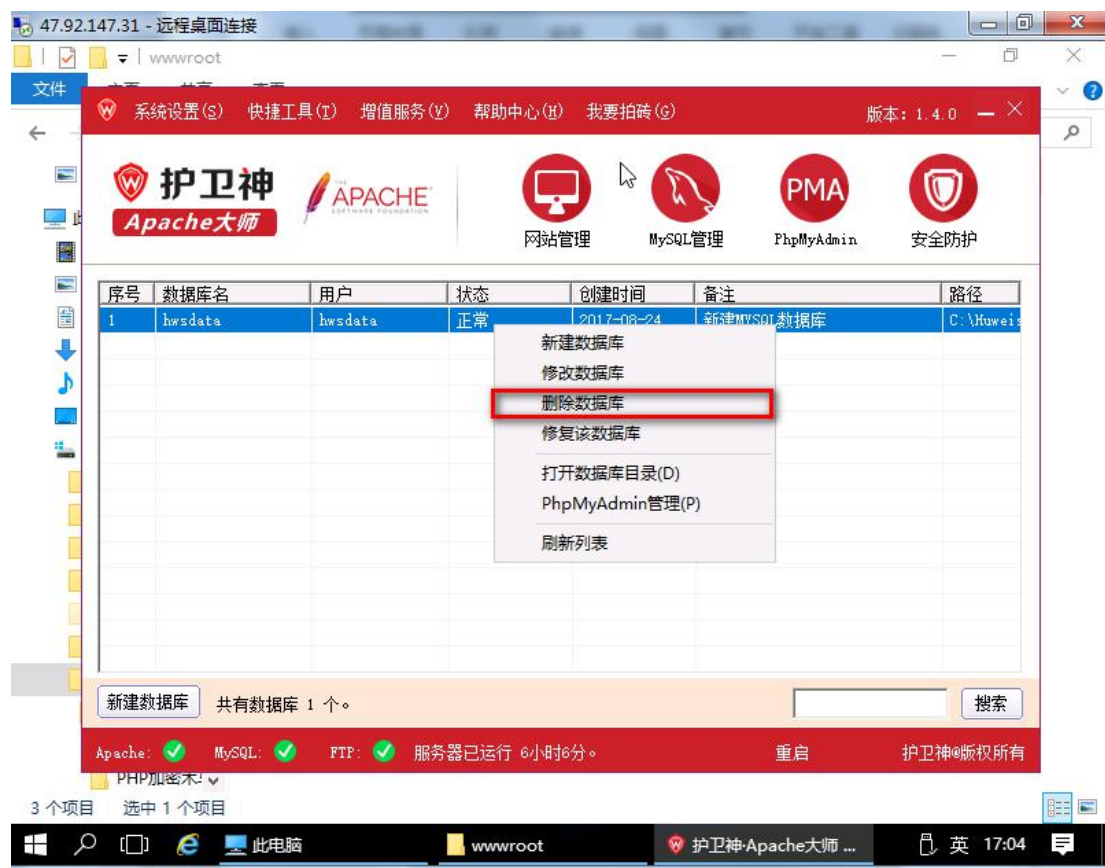 47.92.147.31 - 远程桌面连接
wwwroot
文件
系统设置(S) 快捷工具(T) 增值服务(V) 帮助中心(H) 我要拍砖(G) 版本: 1.4.0
护卫神
Apache大师
THE
APACHE
SOFTWARE FOUNDATION
PMA
网站管理 MySQL管理 PhpMyAdmin 安全防护
序号 数据库名 用户 状态 创建时间 备注 路径
1 hwsdata hwsdata 正常 2017-08-24 新建MYSQL数据库 C:\Huweis
新建数据库
修改数据库
删除数据库
修复该数据库
打开数据库目录(D)
PhpMyAdmin管理(P)
刷新列表
新建数据库 共有数据库 1 个。 搜索
Apache: MySQL: FTP: 服务器已运行 6小时6分。 重启 护卫神©版权所有
3 个项目 选中 1 个项目
此电脑 wwwroot 护卫神·Apache大师 ... 英 17:04